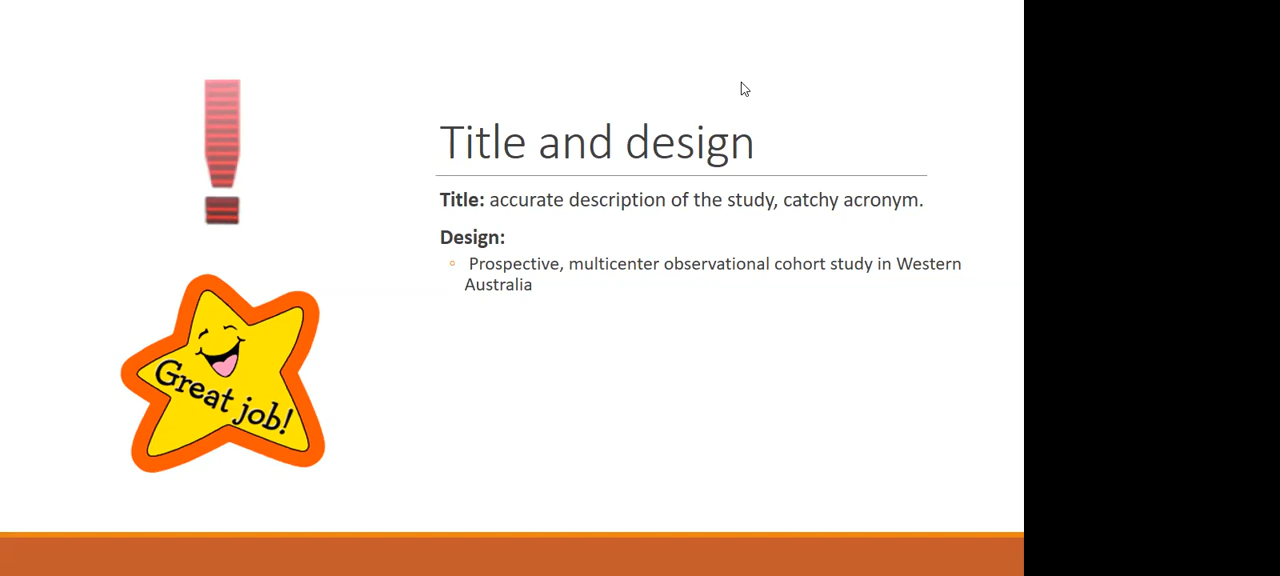 Title and design
Title: accurate description of the study, catchy acronym.
Design:
◦ Prospective, multicenter observational cohort study in Western
Australia
!
Great job!